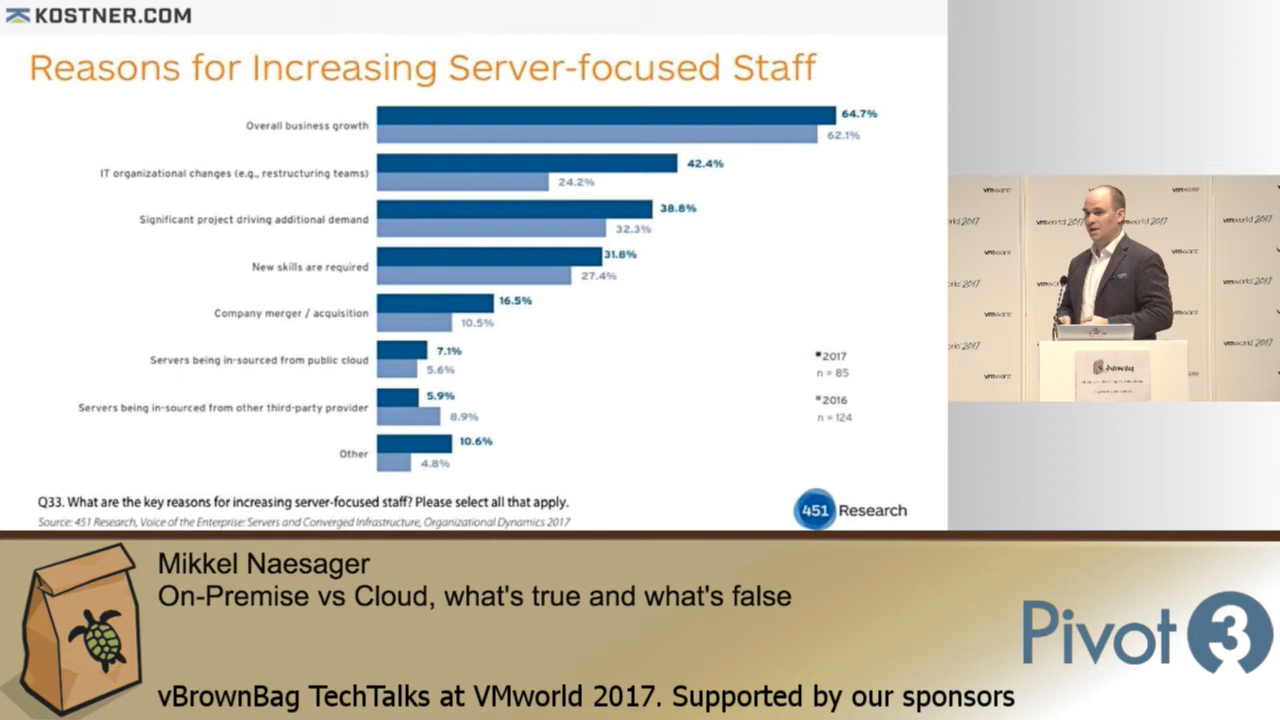 KOSTNER.COM
Reasons for Increasing Server-focused Staff
Overall business growth
64.7%
62.1%
IT organizational changes (e.g., restructuring teams)
42.4%
24.2%
Significant project driving additional demand
38.8%
32.3%
New skills are required
31.8%
27.4%
Company merger / acquisition
16.5%
10.5%
Servers being in-sourced from public cloud
7.1%
5.6%
Servers being in-sourced from other third-party provider
5.9%
8.9%
Other
10.6%
4.8%
2017
n = 85
2016
n = 124
Q33. What are the key reasons for increasing server-focused staff? Please select all that apply.
Source: 451 Research, Voice of the Enterprise: Servers and Converged Infrastructure, Organizational Dynamics 2017
451 Research
vmware
vmworld 2017
Mikkel Naesager
On-Premise vs Cloud, what's true and what's false
Pivot3
vBrownBag TechTalks at VMworld 2017. Supported by our sponsors